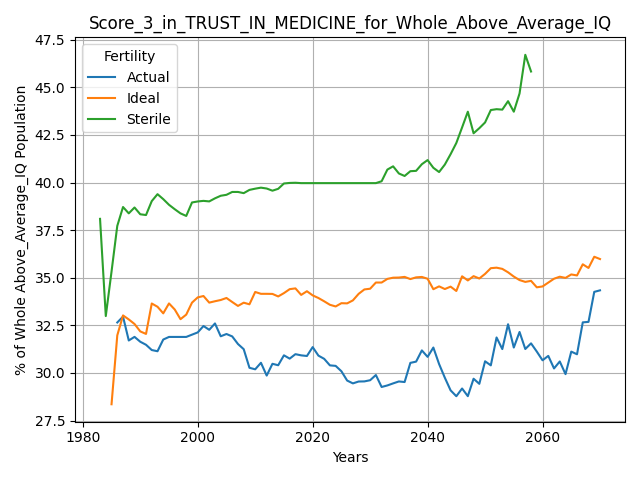 Score_3_in_TRUST_IN_MEDICINE_for_Whole_Above_Average_IQ
% of Whole Above_Average_IQ Population
47.5
45.0
42.5
40.0
37.5
35.0
32.5
30.0
27.5
Fertility
Actual
Ideal
Sterile
1980
2000
2020
2040
2060
Years